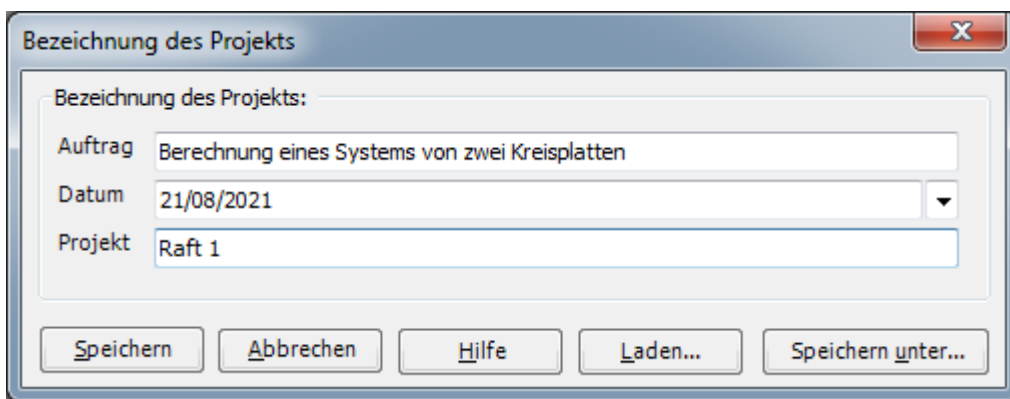 Bezeichnung des Projekts
Bezeichnung des Projekts:
Auftrag Berechnung eines Systems von zwei Kreisplatten
Datum 21/08/2021
Projekt Raft 1
Speichern Abbrechen Hilfe Laden... Speichern unter...